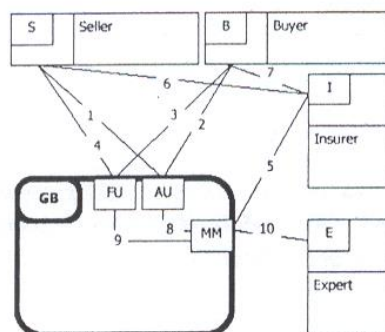 S Seller
B Buyer
6
7
I
1
3
2
Insurer
4
5
GB
FU
AU
8
MM
10
E
9
Expert